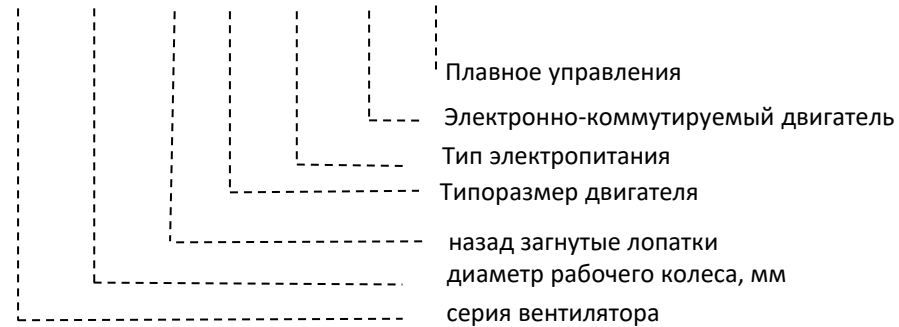 Плавное управления
Электронно-коммутируемый двигатель
Тип электропитания
Типоразмер двигателя
назад загнутые лопатки
диаметр рабочего колеса, мм
серия вентилятора